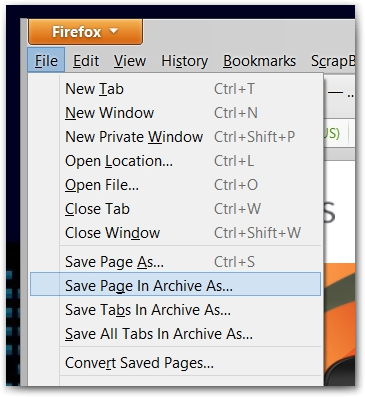 Firefox
File Edit View History Bookmarks ScrapB
New Tab Ctrl+T
New Window Ctrl+N
New Private Window Ctrl+Shift+P
Open Location... Ctrl+L
Open File... Ctrl+O
Close Tab Ctrl+W
Close Window Ctrl+Shift+W
Save Page As... Ctrl+S
Save Page In Archive As...
Save Tabs In Archive As...
Save All Tabs In Archive As...
Convert Saved Pages...
— ..
US)
S